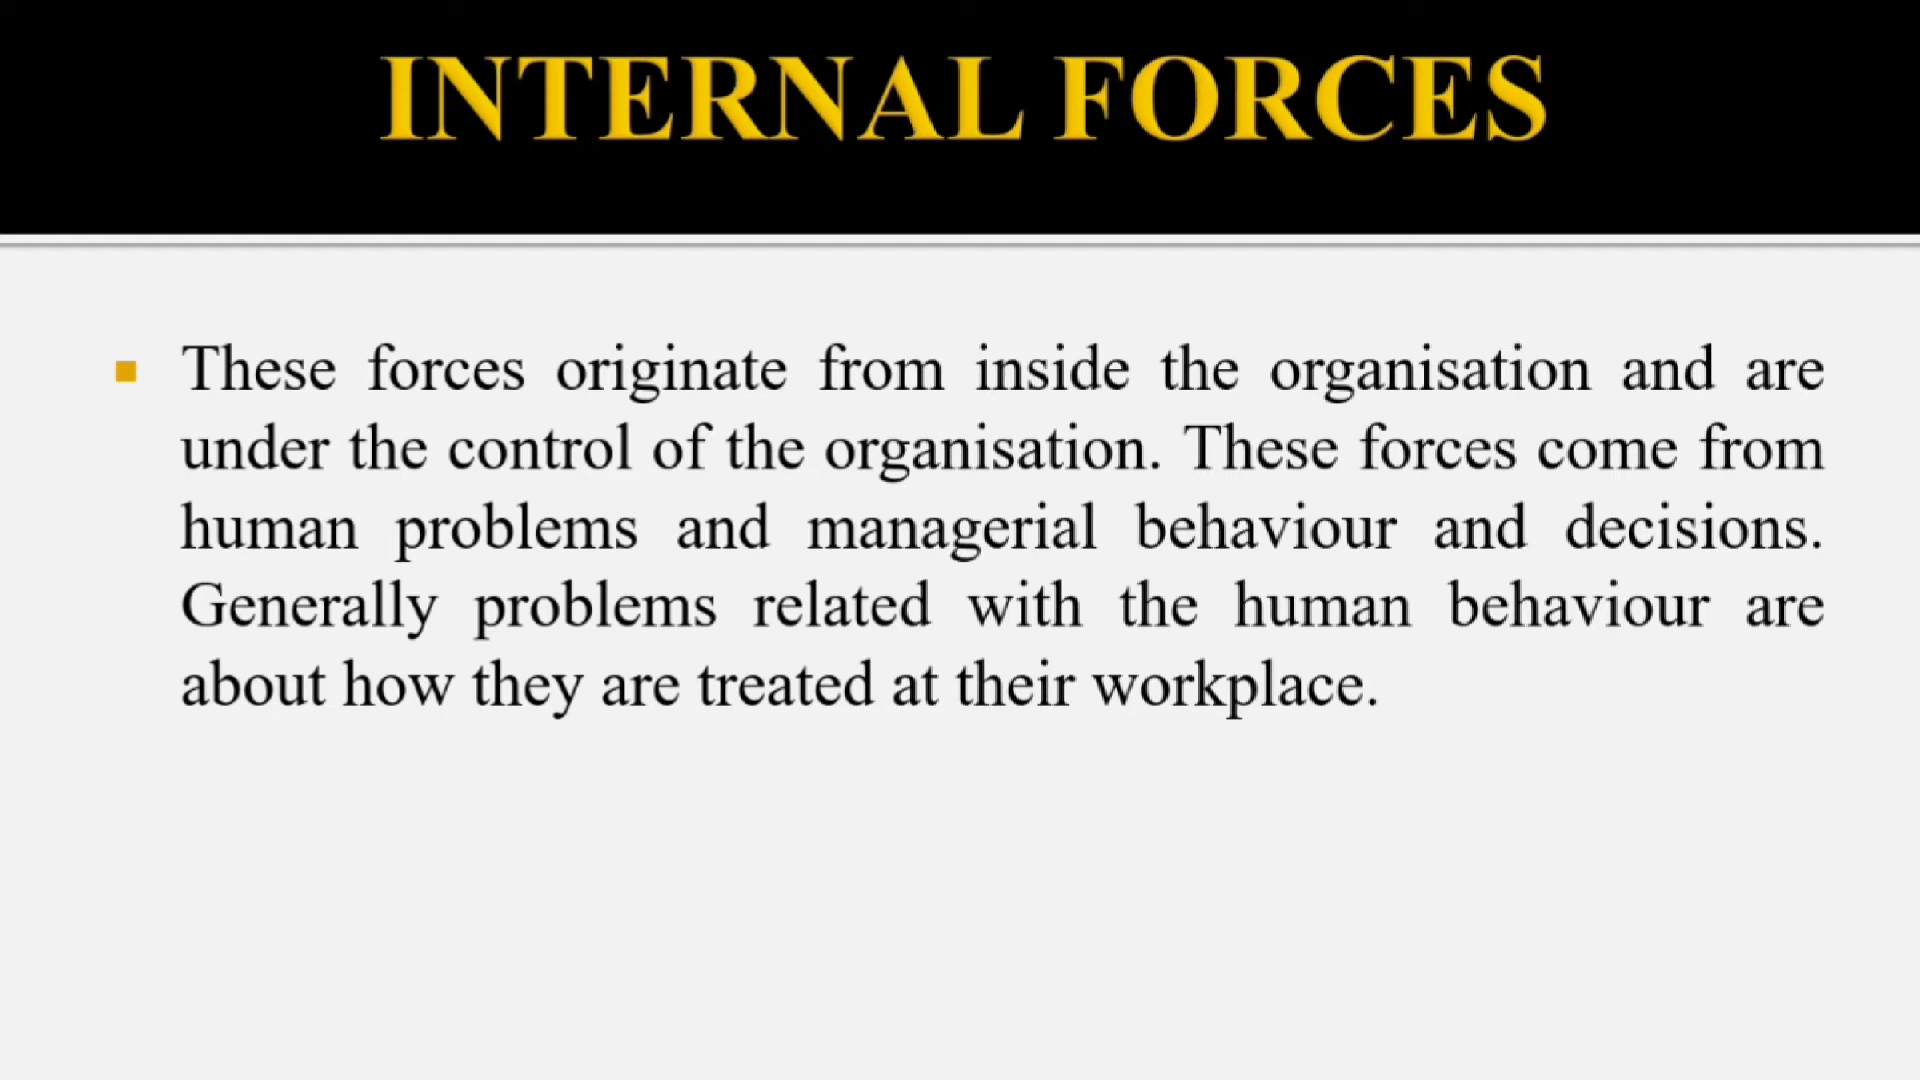 INTERNAL FORCES
These forces originate from inside the organisation and are
under the control of the organisation. These forces come from
human problems and managerial behaviour and decisions.
Generally problems related with the human behaviour are
about how they are treated at their workplace.